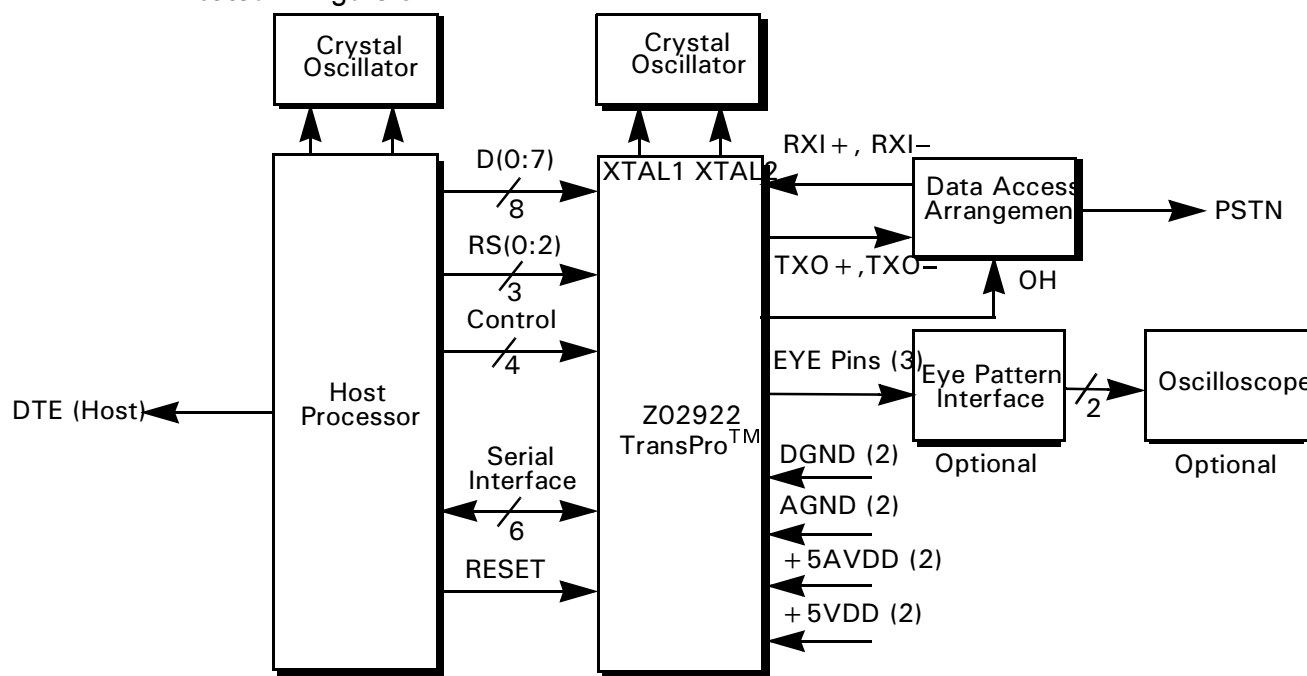 Crystal
Oscillator
Crystal
Oscillator
D(0:7)
8
RS(0:2)
3
Control
4
Serial
Interface
6
RESET
DTE (Host)
Host
Processor
XTAL1 XTAL2
Z02922
TransPro™
RXI+, RXI–
TXO+,TXO–
OH
Data Access
Arrangement
PSTN
EYE Pins (3)
Eye Pattern
Interface
Optional
2
Oscilloscope
Optional
DGND (2)
AGND (2)
+5AVDD (2)
+5VDD (2)